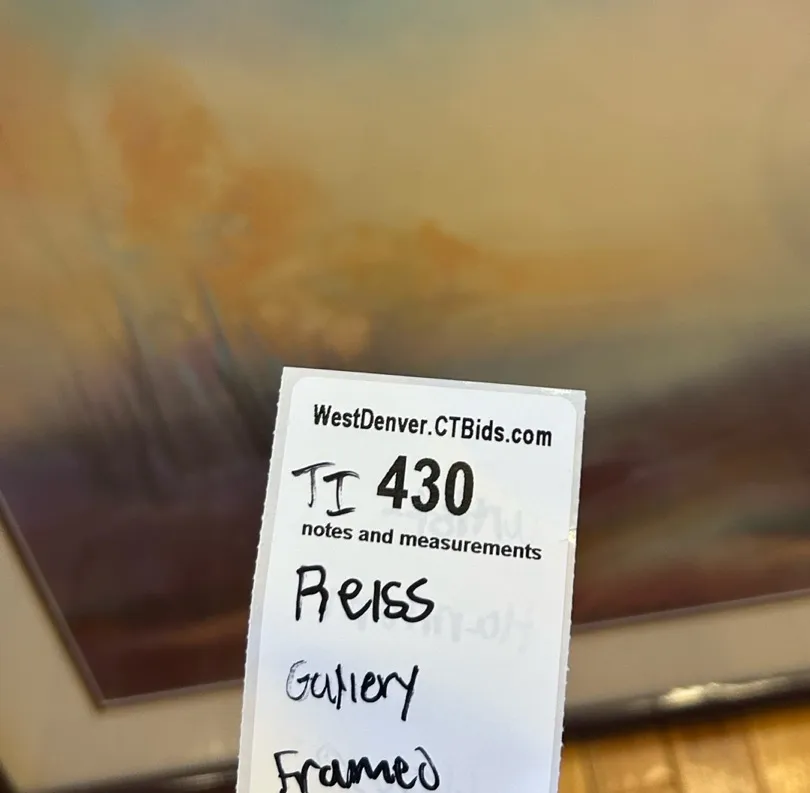 WestDenver.CTBids.com
TI 430
notes and measurements
Reiss
Gallery
Framed